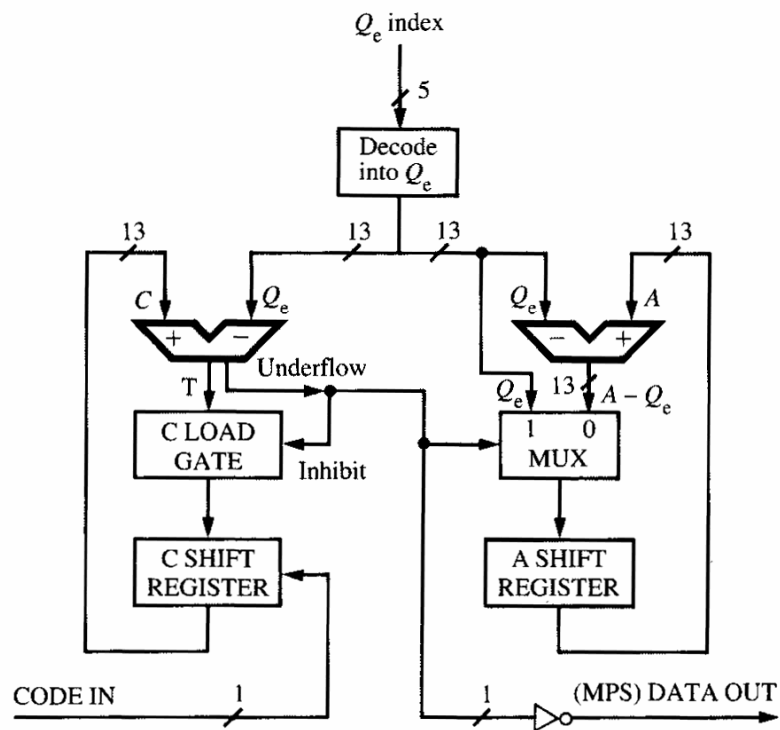 Qe index
5
Decode
into Qe
13
13
13
13
C
Qe
Qe
A
+
−
−
+
Underflow
T
Qe
13
A − Qe
C LOAD
GATE
Inhibit
1
0
MUX
C SHIFT
REGISTER
A SHIFT
REGISTER
CODE IN
1
1
(MPS) DATA OUT